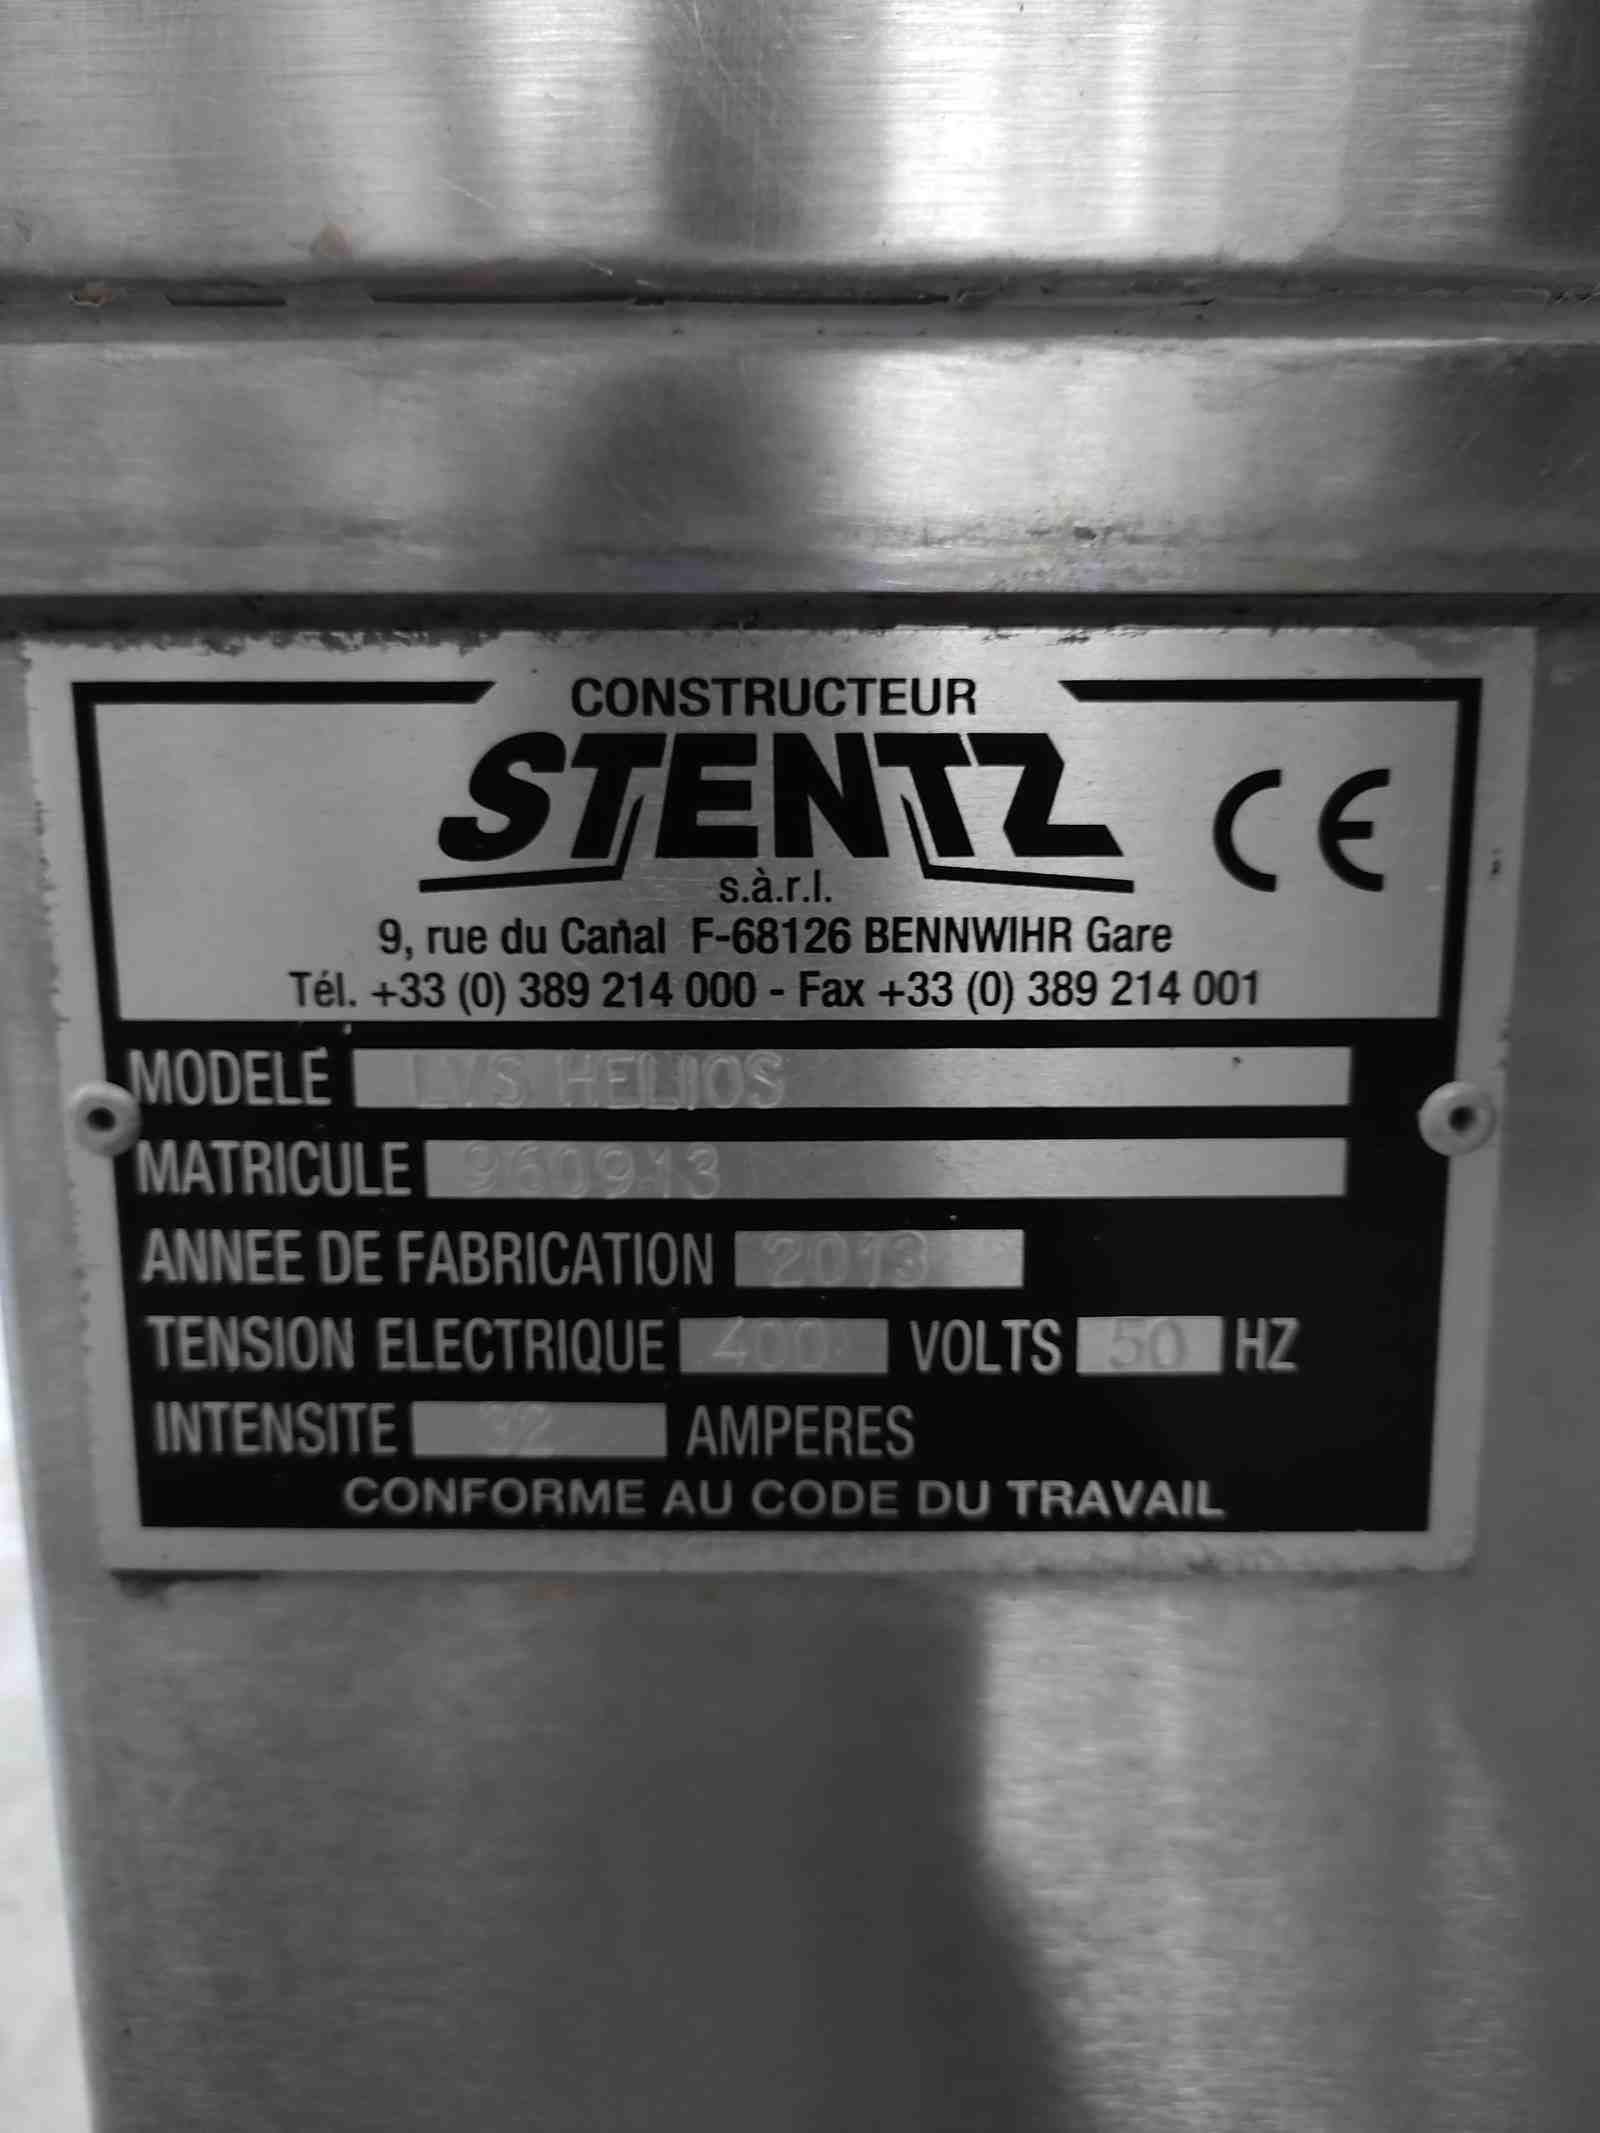 CONSTRUCTEUR
STENTZ CE
s.à.r.l.
9, rue du Canal F-68126 BENNWIHR Gare
Tél. +33 (0) 389 214 000 - Fax +33 (0) 389 214 001
MODELE LVS HELIOS
MATRICULE 960913
ANNEE DE FABRICATION 2013
TENSION ELECTRIQUE 400 VOLTS 50 HZ
INTENSITE 32 AMPERES
CONFORME AU CODE DU TRAVAIL